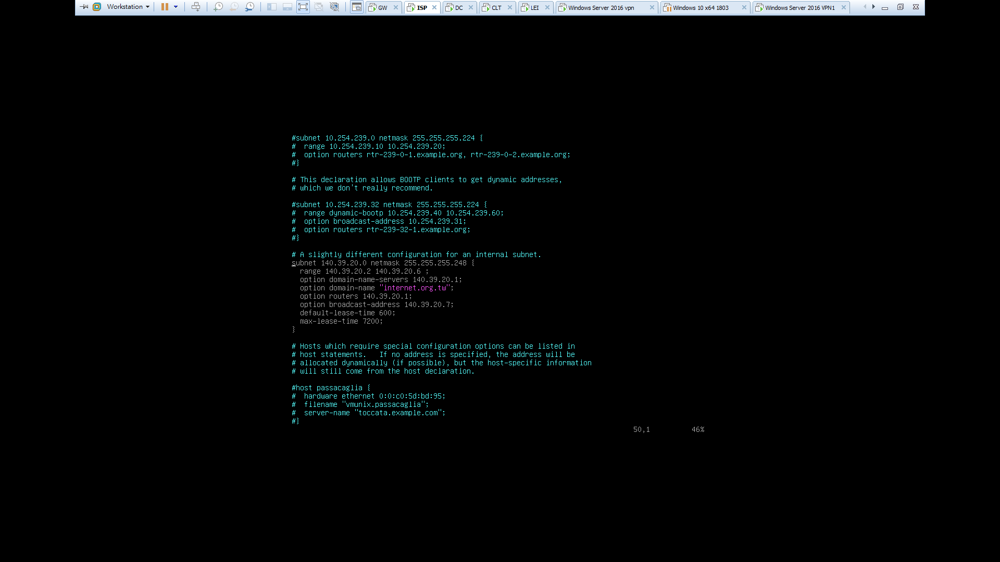 Workstation GW ISP DC CLT LEI Windows Server 2016 vpn Windows 10 x64 1803 Windows Server 2016 VPN1
#subnet 10.254.239.0 netmask 255.255.255.224 {
#  range 10.254.239.10 10.254.239.20;
#  option routers rtr-239-0-1.example.org, rtr-239-0-2.example.org;
#}
# This declaration allows BOOTP clients to get dynamic addresses,
# which we don't really recommend.
#subnet 10.254.239.32 netmask 255.255.255.224 {
#  range dynamic-bootp 10.254.239.40 10.254.239.60;
#  option broadcast-address 10.254.239.31;
#  option routers rtr-239-32-1.example.org;
#}
# A slightly different configuration for an internal subnet.
subnet 140.39.20.0 netmask 255.255.255.248 {
  range 140.39.20.2 140.39.20.6 ;
  option domain-name-servers 140.39.20.1;
  option domain-name "internet.org.tw";
  option routers 140.39.20.1;
  option broadcast-address 140.39.20.7;
  default-lease-time 600;
  max-lease-time 7200;
}
# Hosts which require special configuration options can be listed in
# host statements.   If no address is specified, the address will be
# allocated dynamically (if possible), but the host-specific information
# will still come from the host declaration.
#host passacaglia {
#  hardware ethernet 0:0:c0:5d:bd:95;
#  filename "vmunix.passacaglia";
#  server-name "toccata.example.com";
#}
50,1 46%